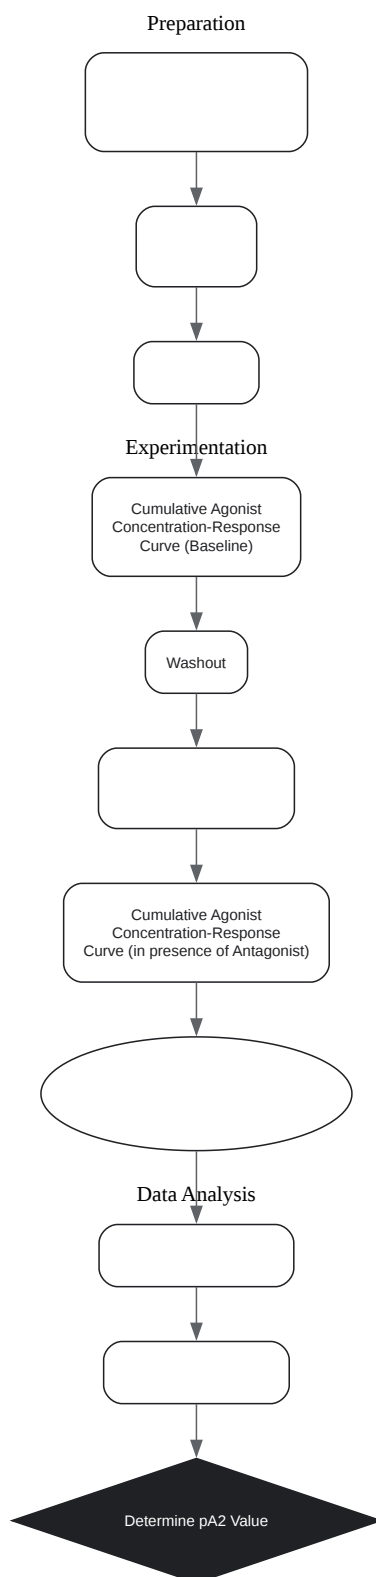 Preparation
Experimentation
Cumulative Agonist
Concentration-Response
Curve (Baseline)
Washout
Cumulative Agonist
Concentration-Response
Curve (in presence of Antagonist)
Data Analysis
Determine pA2 Value